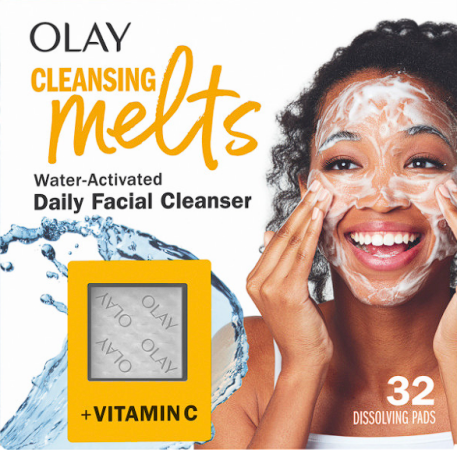 OLAY
CLEANSING
melts
Water-Activated
Daily Facial Cleanser
OLAY OLAY
OLAY OLAY
+VITAMIN C
32
DISSOLVING PADS